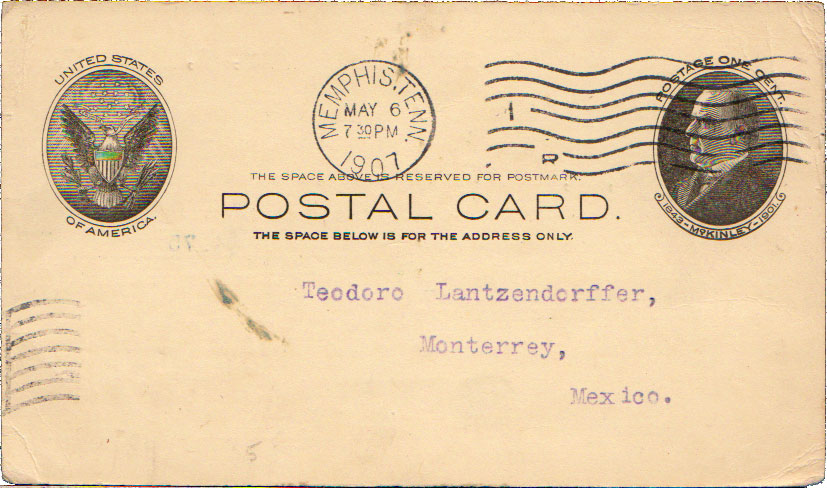 UNITED STATES
OF AMERICA.
MEMPHIS, TENN.
MAY 6
7 30 PM
1907
1
POSTAGE ONE CENT.
1843-McKINLEY-1901.
THE SPACE ABOVE IS RESERVED FOR POSTMARK.
POSTAL CARD.
THE SPACE BELOW IS FOR THE ADDRESS ONLY.
Teodoro Lantzendorffer,
Monterrey,
Mexico.
5